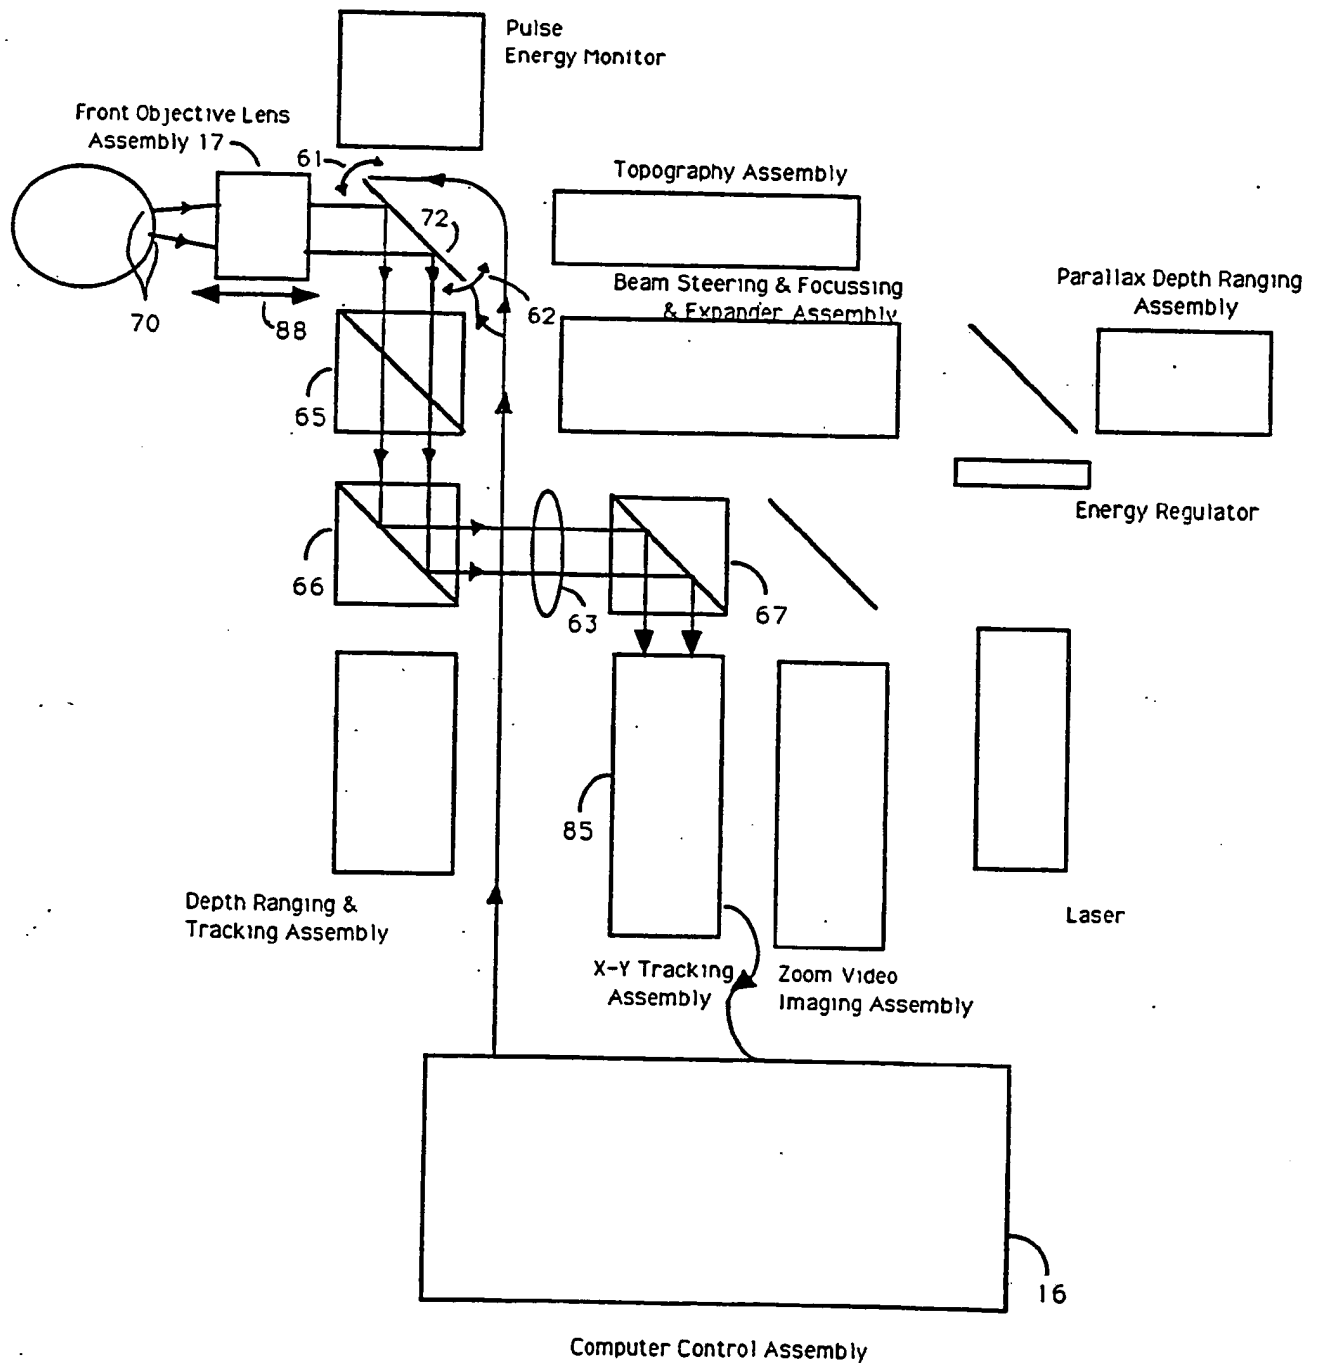 Pulse
Energy Monitor
Front Objective Lens
Assembly 17
61
Topography Assembly
72
Beam Steering & Focussing
& Expander Assembly
Parallax Depth Ranging
Assembly
70
88
62
65
Energy Regulator
66
63
67
85
Depth Ranging &
Tracking Assembly
Laser
X-Y Tracking
Assembly
Zoom Video
Imaging Assembly
16
Computer Control Assembly